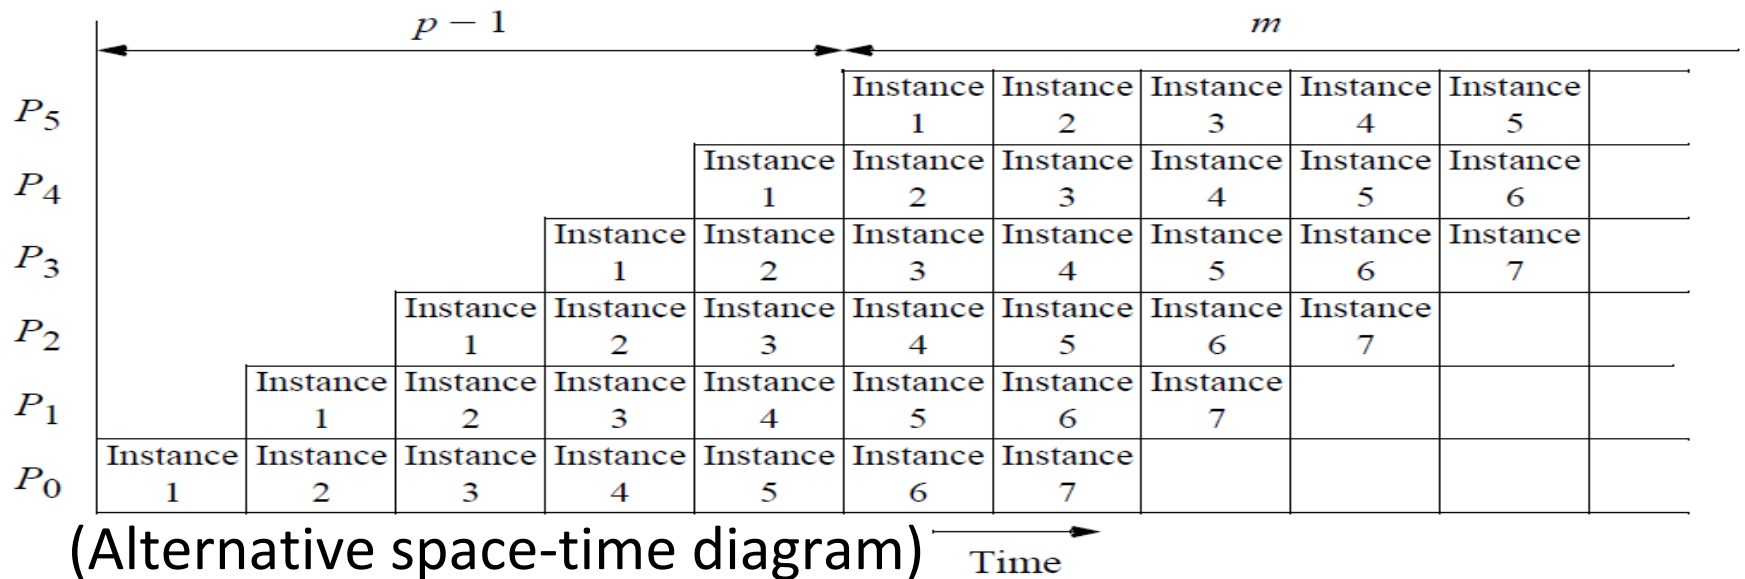 p − 1 m
P5 Instance 1 Instance 2 Instance 3 Instance 4 Instance 5
P4 Instance 1 Instance 2 Instance 3 Instance 4 Instance 5 Instance 6
P3 Instance 1 Instance 2 Instance 3 Instance 4 Instance 5 Instance 6 Instance 7
P2 Instance 1 Instance 2 Instance 3 Instance 4 Instance 5 Instance 6 Instance 7
P1 Instance 1 Instance 2 Instance 3 Instance 4 Instance 5 Instance 6 Instance 7
P0 Instance 1 Instance 2 Instance 3 Instance 4 Instance 5 Instance 6 Instance 7
(Alternative space-time diagram) Time